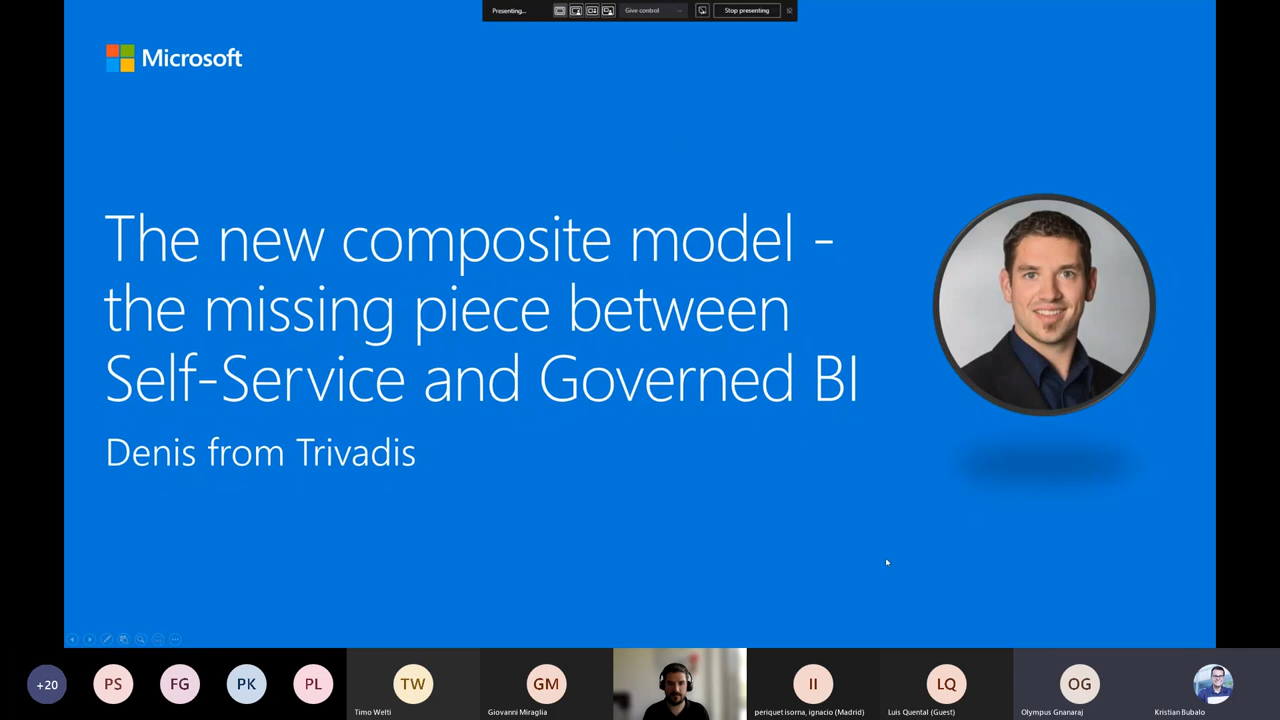 Presenting...
Give control
Stop presenting
Microsoft
The new composite model -
the missing piece between
Self-Service and Governed BI
Denis from Trivadis
+20
PS
FG
PK
PL
TW
GM
II
LQ
OG
Timo Welti
Giovanni Miraglia
periquet isorna, ignacio (Madrid)
Luis Quental (Guest)
Olympus Gnanaraj
Kristian Bubalo